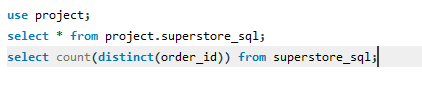 use project;
select * from project.superstore_sql;
select count(distinct(order_id)) from superstore_sql;